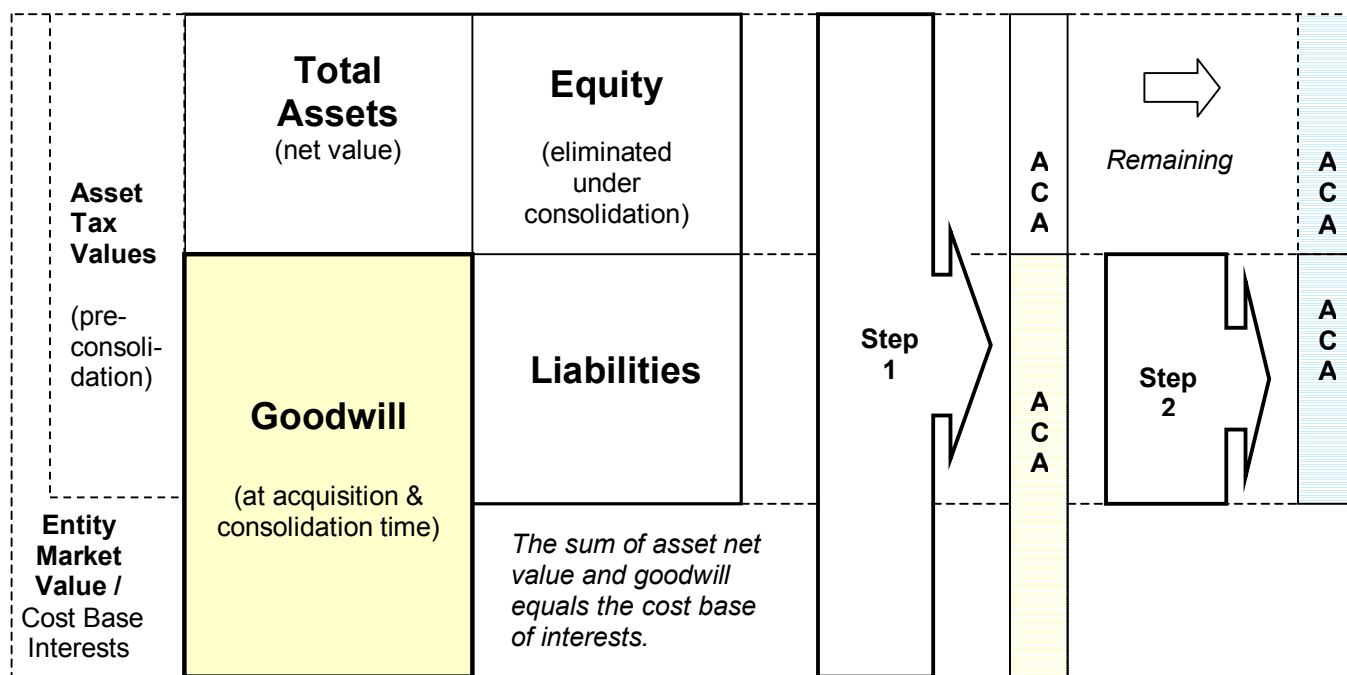 Total
Assets
(net value)
Equity
(eliminated
under
consolidation)
Asset
Tax
Values
(pre-
consoli-
dation)
Goodwill
(at acquisition &
consolidation time)
Liabilities
Entity
Market
Value /
Cost Base
Interests
The sum of asset net
value and goodwill
equals the cost base
of interests.
Step
1
A
C
A
A
C
A
Remaining
Step
2
A
C
A
A
C
A